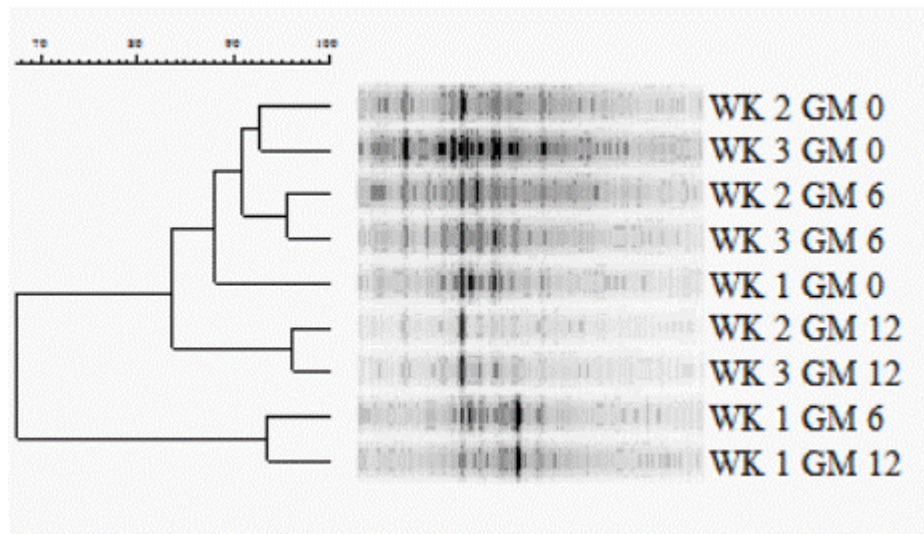 70 80 90 100
WK 2 GM 0
WK 3 GM 0
WK 2 GM 6
WK 3 GM 6
WK 1 GM 0
WK 2 GM 12
WK 3 GM 12
WK 1 GM 6
WK 1 GM 12